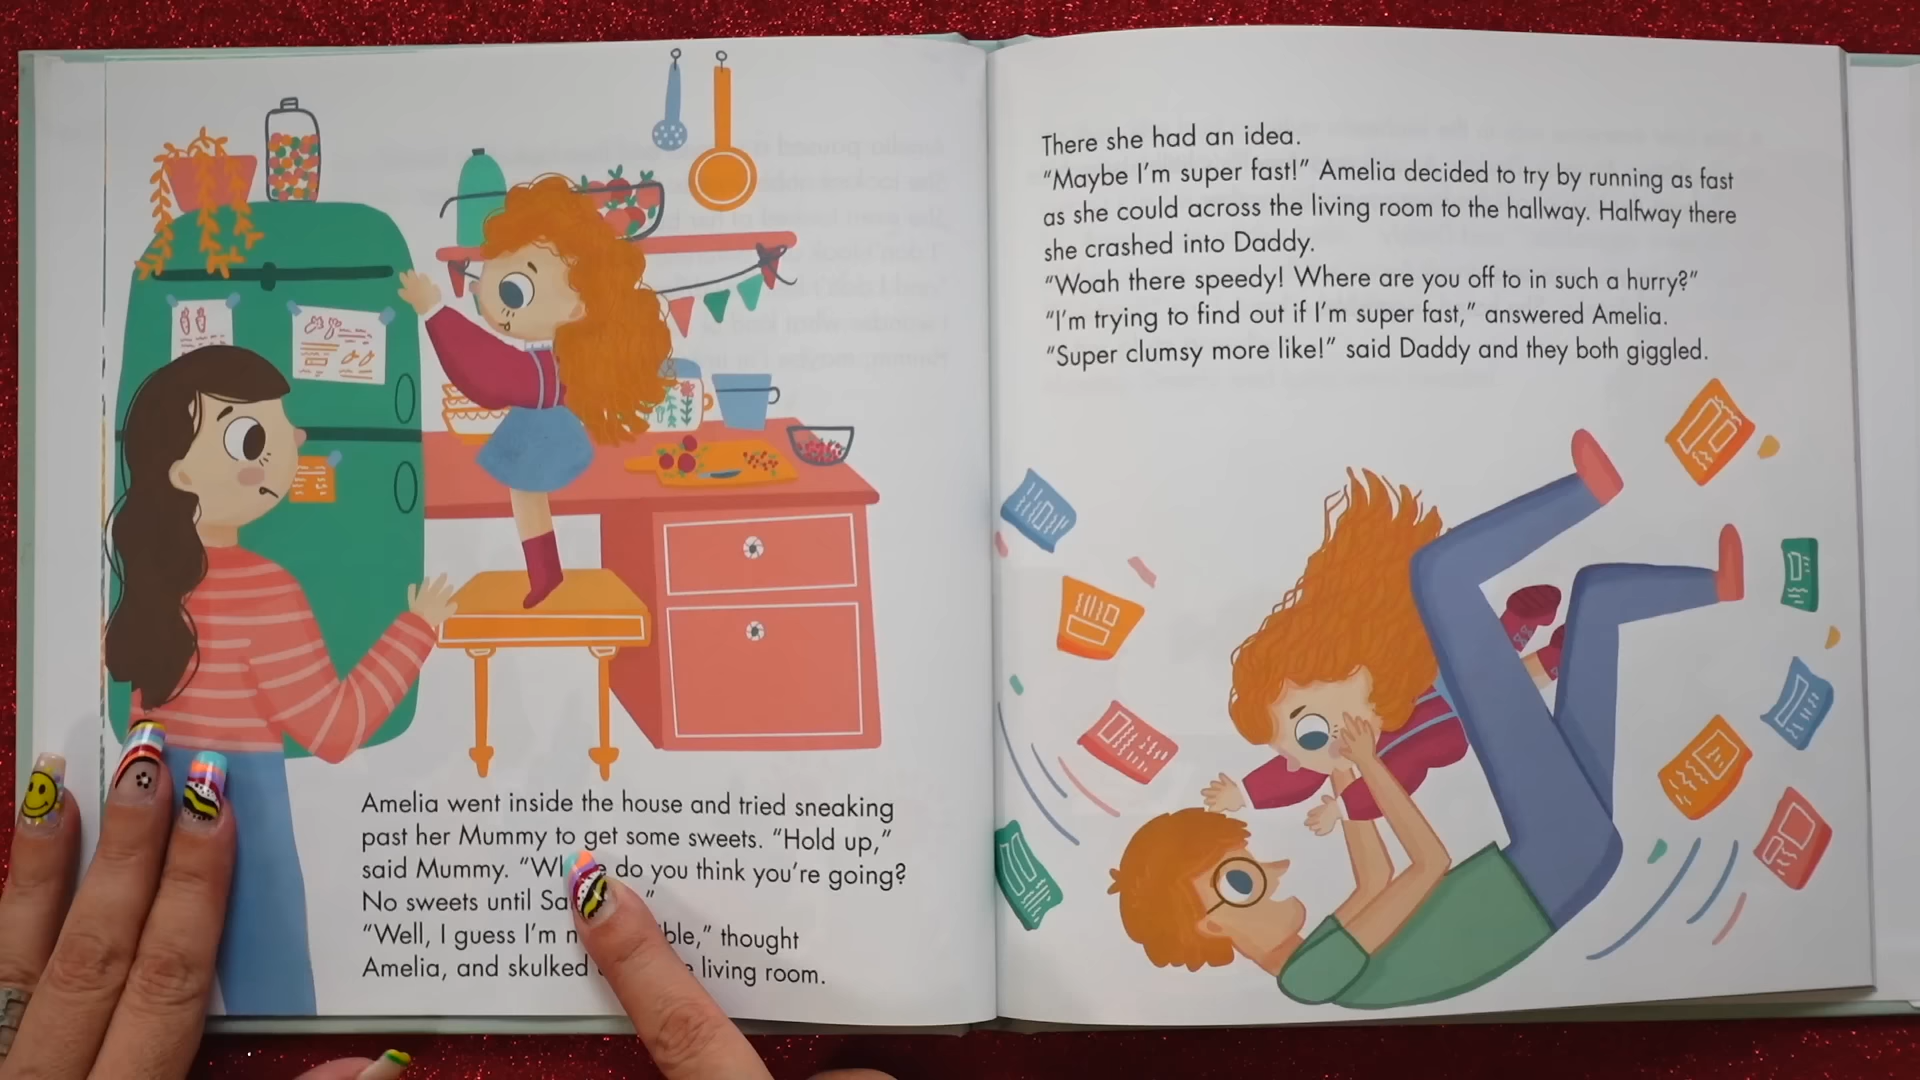 Amelia went inside the house and tried sneaking
past her Mummy to get some sweets. “Hold up,”
said Mummy. “Where do you think you’re going?
No sweets until
“Well, I guess I’m thought
Amelia, and skulked living room.
There she had an idea.
“Maybe I’m super fast!” Amelia decided to try by running as fast
as she could across the living room to the hallway. Halfway there
she crashed into Daddy.
“Woah there speedy! Where are you off to in such a hurry?”
“I’m trying to find out if I’m super fast,” answered Amelia.
“Super clumsy more like!” said Daddy and they both giggled.